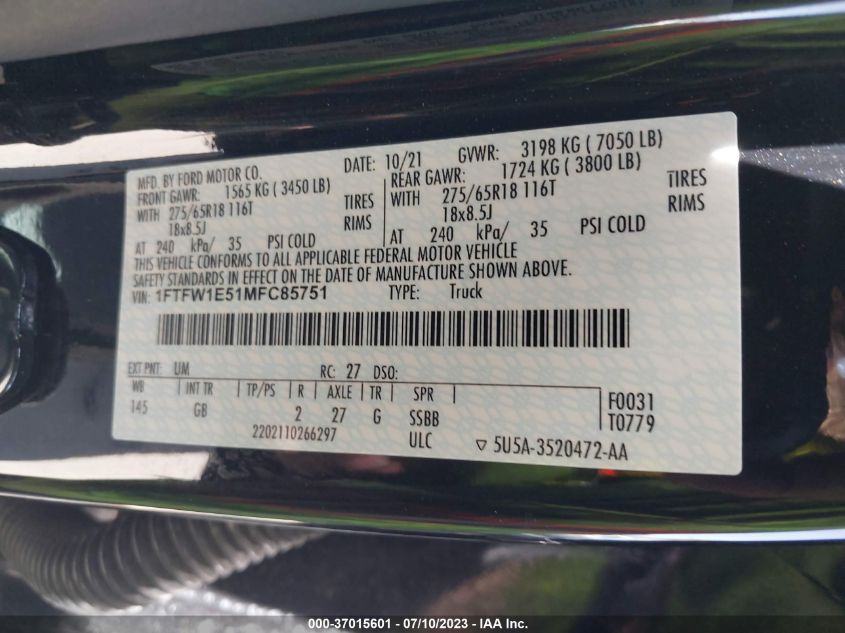 MFD. BY FORD MOTOR CO. DATE: 10/21 GVWR: 3198 KG ( 7050 LB)
FRONT GAWR: 1565 KG ( 3450 LB) REAR GAWR: 1724 KG ( 3800 LB)
WITH 275/65R18 116T TIRES WITH 275/65R18 116T TIRES
18x8.5J RIMS 18x8.5J RIMS
AT 240 kPa/ 35 PSI COLD AT 240 kPa/ 35 PSI COLD
THIS VEHICLE CONFORMS TO ALL APPLICABLE FEDERAL MOTOR VEHICLE
SAFETY STANDARDS IN EFFECT ON THE DATE OF MANUFACTURE SHOWN ABOVE.
VIN: 1FTFW1E51MFC85751 TYPE: Truck
EXT PNT: UM RC: 27 DSO:
WB INT TR TP/PS R AXLE TR SPR F0031
145 GB 2 27 G SSBB T0779
2202110266297 ULC ▽ 5U5A-3520472-AA
000-37015601 - 07/10/2023 - IAA Inc.